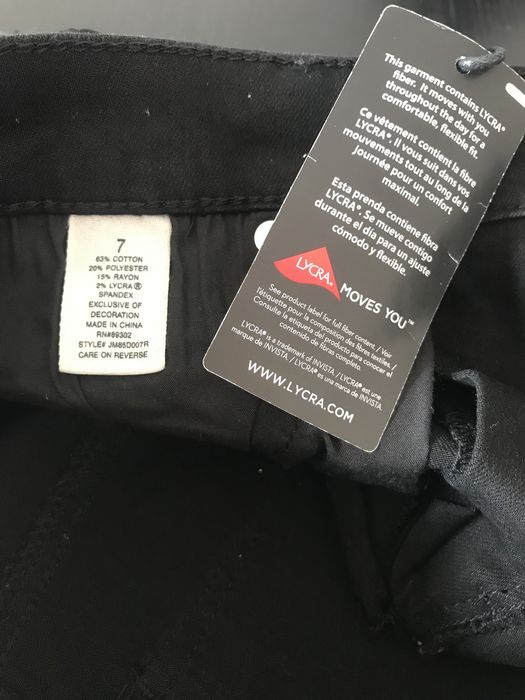 7
63% COTTON
20% POLYESTER
15% RAYON
2% LYCRA®
SPANDEX
EXCLUSIVE OF
DECORATION
MADE IN CHINA
RN#89302
STYLE# JM85D007R
CARE ON REVERSE
This garment contains LYCRA®
fiber. It moves with you
throughout the day for a
comfortable, flexible fit.
Ce vêtement contient la fibre
LYCRA®. Il vous suit dans vos
mouvements tout au long de la
journée pour un confort
maximal.
Esta prenda contiene fibra
LYCRA®. Se mueve contigo
durante el día para un ajuste
cómodo y flexible.
LYCRA® MOVES YOU™
See product label for full fiber content. / Voir
l'étiquette pour la composition des fibres textiles. /
Consulte la etiqueta del producto para conocer el
contenido de fibras completo.
LYCRA® is a trademark of INVISTA. / LYCRA® est une
marque de INVISTA. / LYCRA® es una marca de INVISTA.
WWW.LYCRA.COM